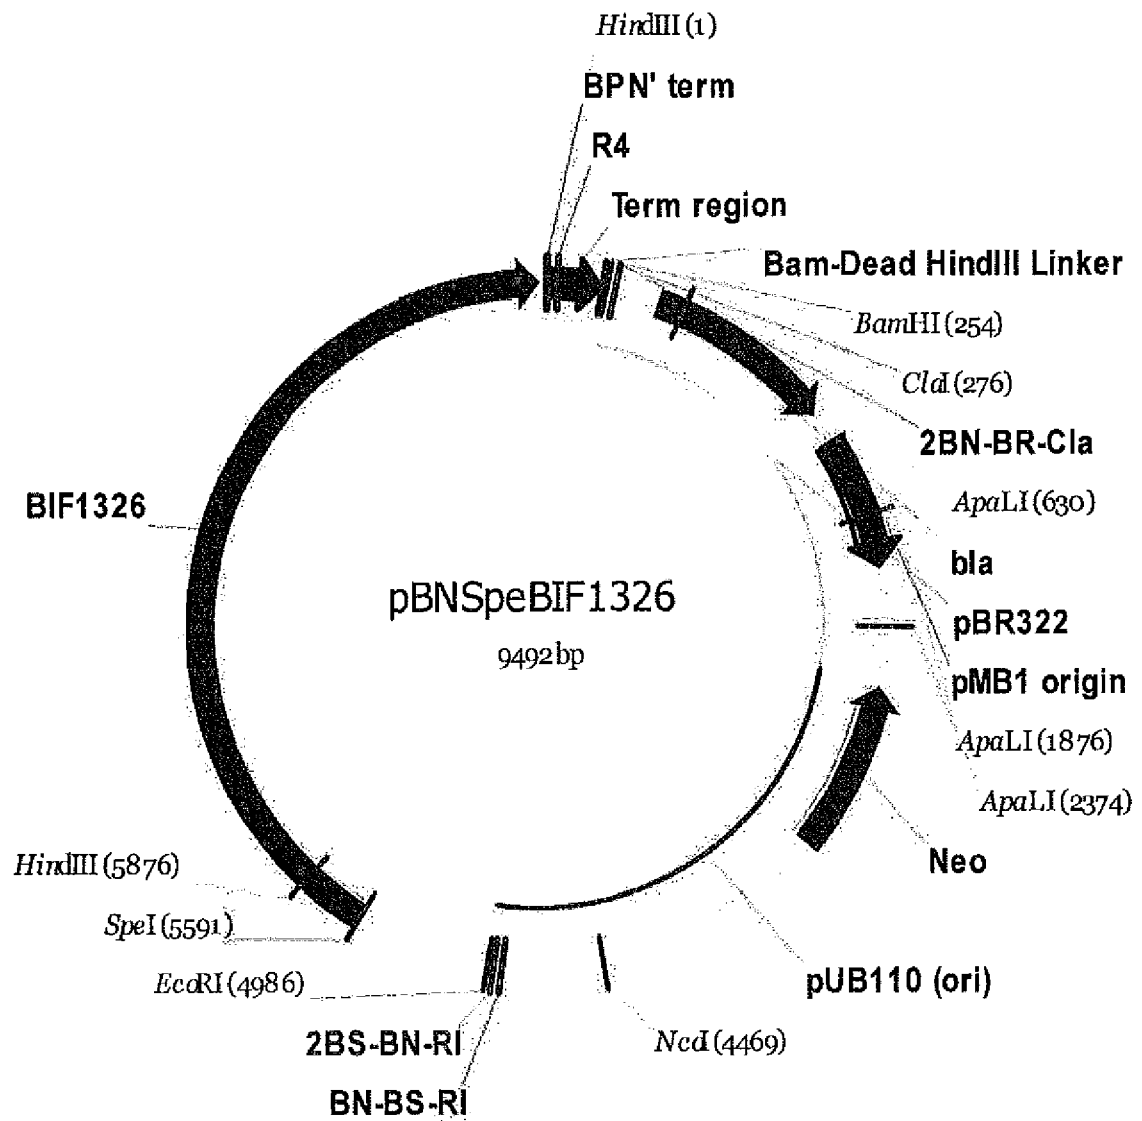 HindIII (1)
BPN' term
R4
Term region
Bam-Dead HindIII Linker
BamHI (254)
ClaI (276)
2BN-BR-Cla
ApaLI (630)
bla
pBR322
pMB1 origin
ApaLI (1876)
ApaLI (2374)
Neo
pUB110 (ori)
NcoI (4469)
BN-BS-RI
2BS-BN-RI
EcoRI (4986)
SpeI (5591)
HindIII (5876)
BIF1326
pBNSpeBIF1326
9492 bp